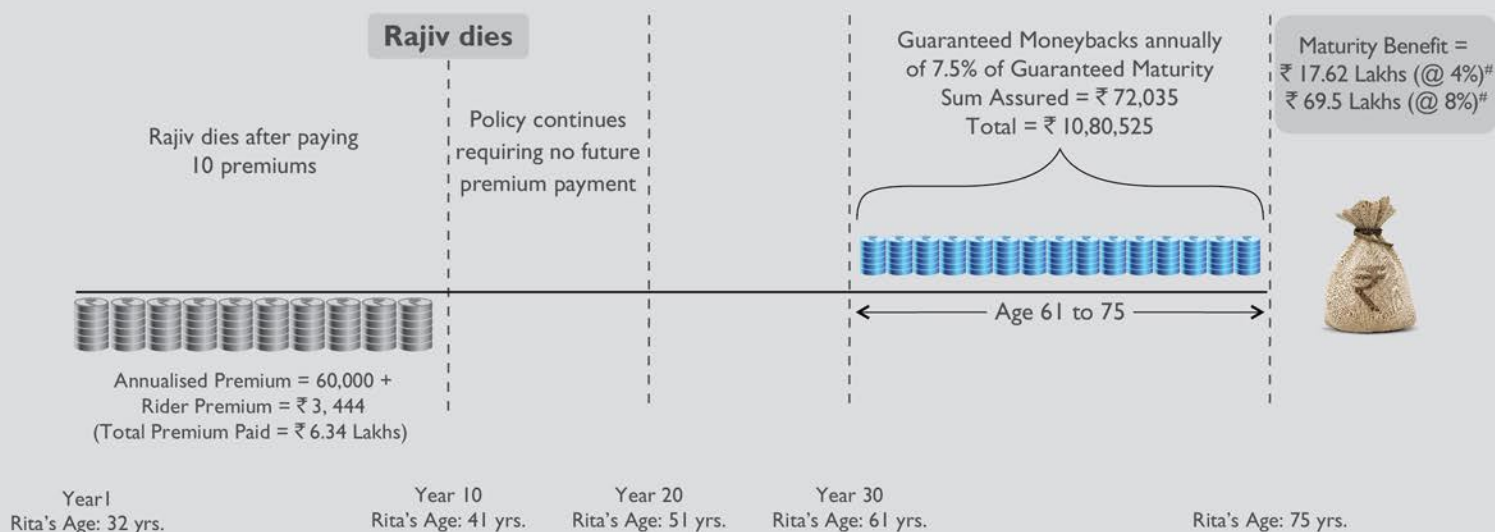 Rajiv dies
Rajiv dies after paying
10 premiums
Policy continues
requiring no future
premium payment
Guaranteed Moneybacks annually
of 7.5% of Guaranteed Maturity
Sum Assured = ₹ 72,035
Total = ₹ 10,80,525
Maturity Benefit =
₹ 17.62 Lakhs (@ 4%)#
₹ 69.5 Lakhs (@ 8%)#
₹
Age 61 to 75
Annualised Premium = 60,000 +
Rider Premium = ₹ 3, 444
(Total Premium Paid = ₹ 6.34 Lakhs)
Year1
Rita's Age: 32 yrs.
Year 10
Rita's Age: 41 yrs.
Year 20
Rita's Age: 51 yrs.
Year 30
Rita's Age: 61 yrs.
Rita's Age: 75 yrs.